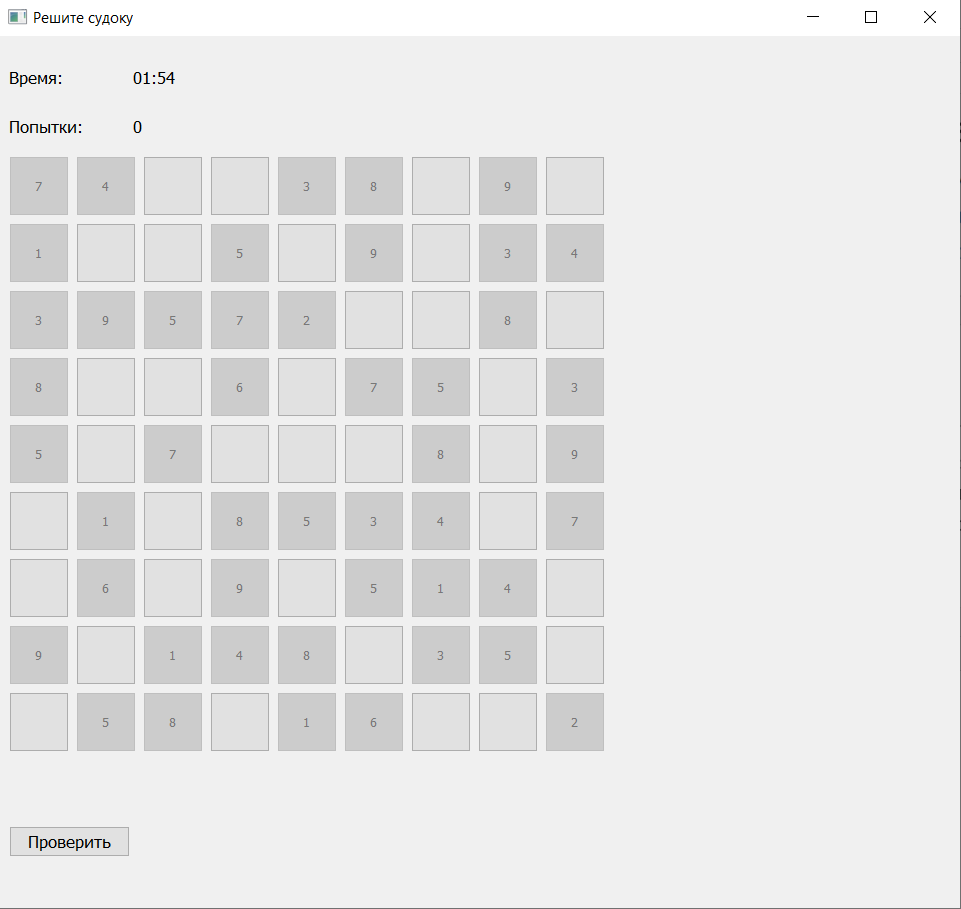 Решите судоку
Время: 01:54
Попытки: 0
7 4 3 8 9
1 5 9 3 4
3 9 5 7 2 8
8 6 7 5 3
5 7 8 9
1 8 5 3 4 7
6 9 5 1 4
9 1 4 8 3 5
5 8 1 6 2
Проверить